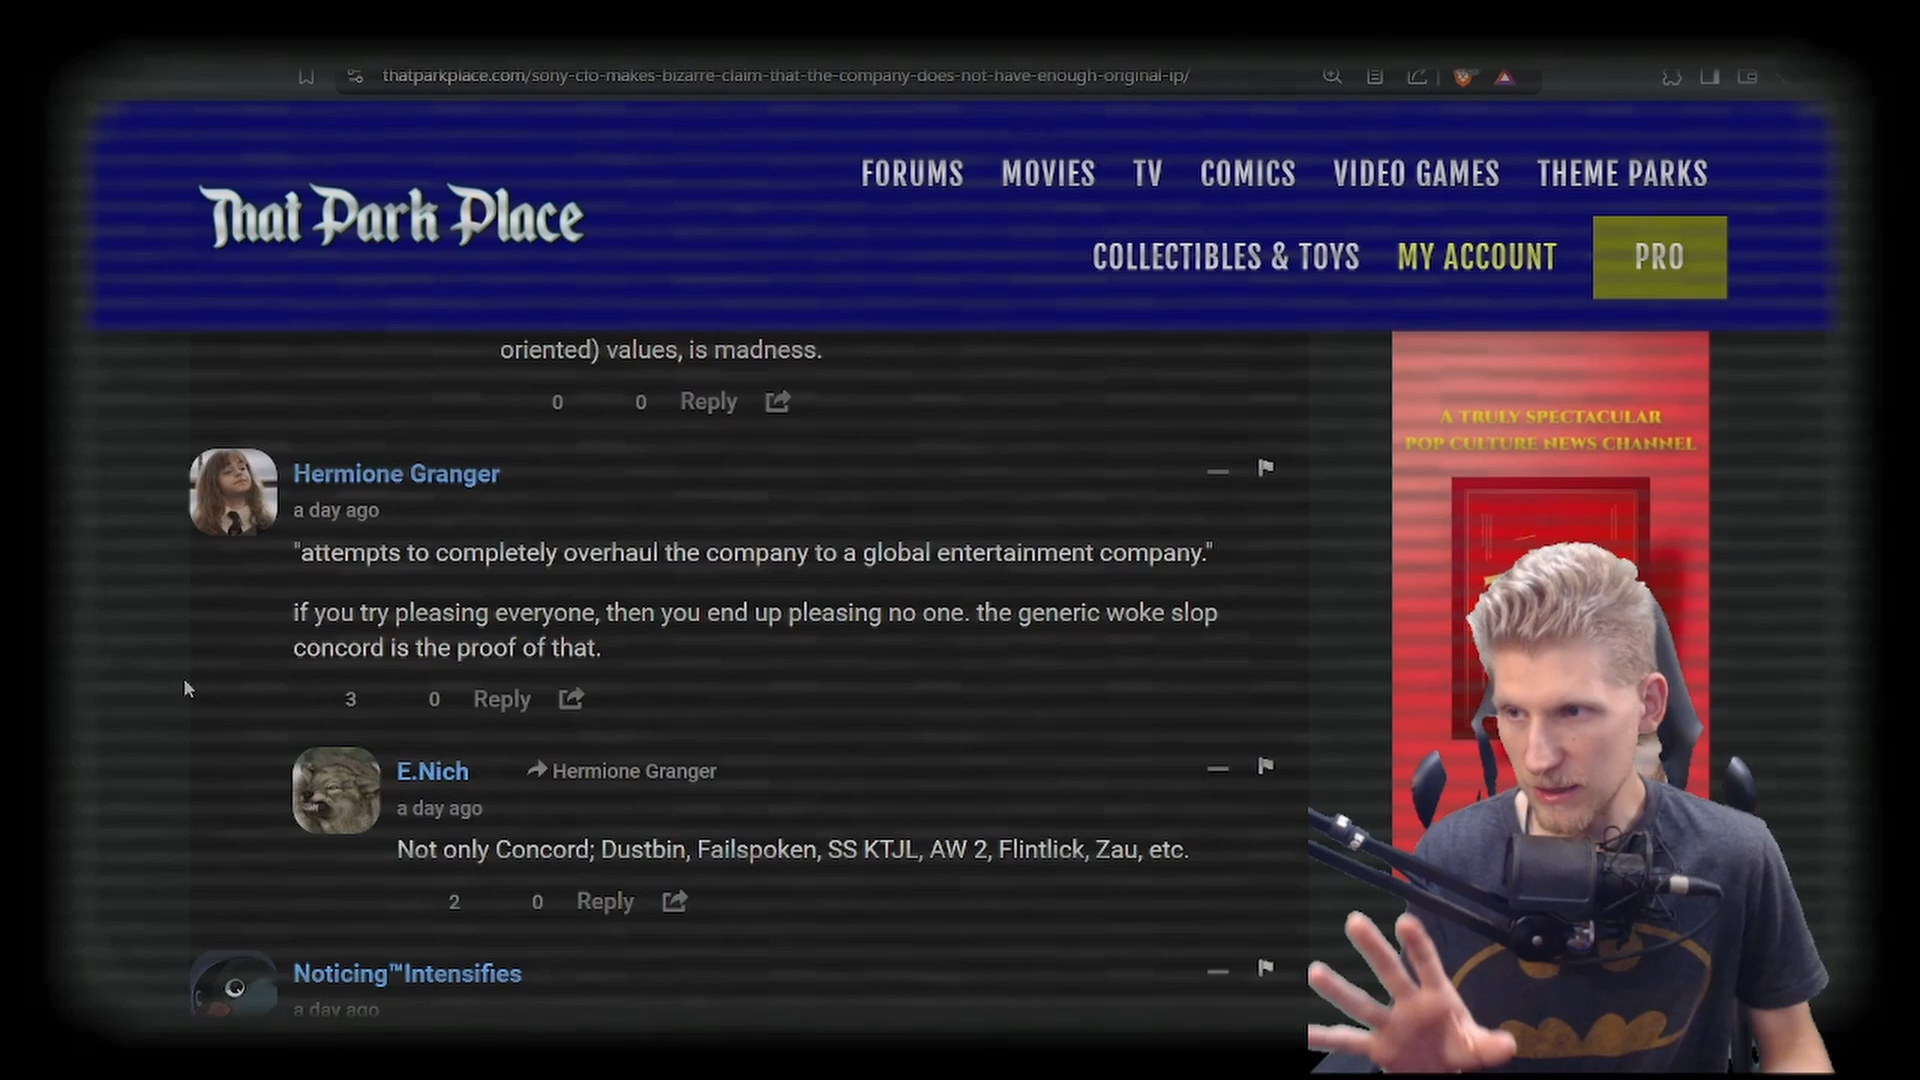 thatparkplace.com/sony-cfo-makes-bizarre-claim-that-the-company-does-not-have-enough-original-ip/
That Park Place
FORUMS MOVIES TV COMICS VIDEO GAMES THEME PARKS
COLLECTIBLES & TOYS MY ACCOUNT PRO
oriented) values, is madness.
0 0 Reply
Hermione Granger
a day ago
"attempts to completely overhaul the company to a global entertainment company."
if you try pleasing everyone, then you end up pleasing no one. the generic woke slop
concord is the proof of that.
3 0 Reply
E.Nich Hermione Granger
a day ago
Not only Concord; Dustbin, Failspoken, SS KTJL, AW 2, Flintlick, Zau, etc.
2 0 Reply
Noticing™Intensifies
a day ago
A TRULY SPECTACULAR
POP CULTURE NEWS CHANNEL